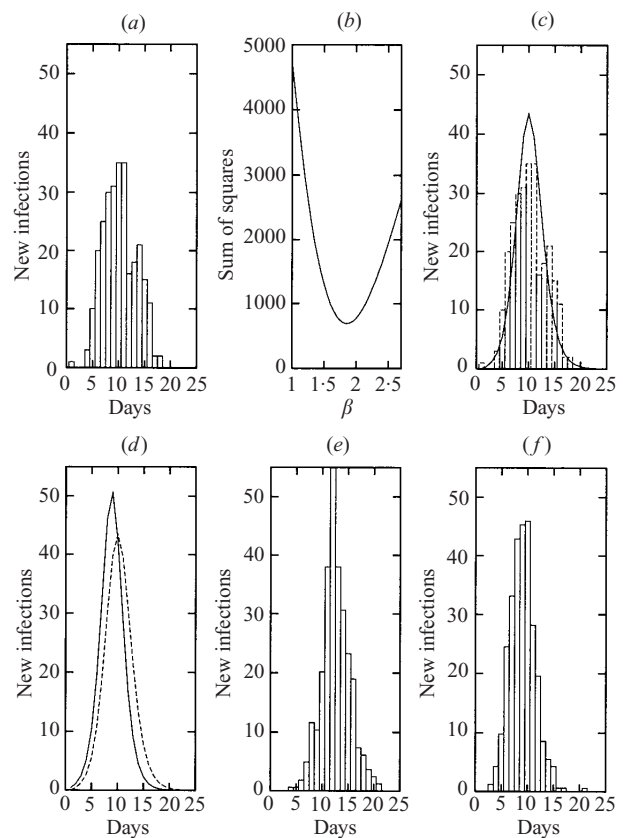 (a) (b) (c)
50 5000 50
40 4000 40
30 3000 30
20 2000 20
10 1000 10
0 0 0
New infections Sum of squares New infections
0 5 10 15 20 25 1 1·5 2 2·5 0 5 10 15 20 25
Days β Days
(d) (e) (f)
50 50 50
40 40 40
30 30 30
20 20 20
10 10 10
0 0 0
New infections New infections New infections
0 5 10 15 20 25 0 5 10 15 20 25 0 5 10 15 20 25
Days Days Days